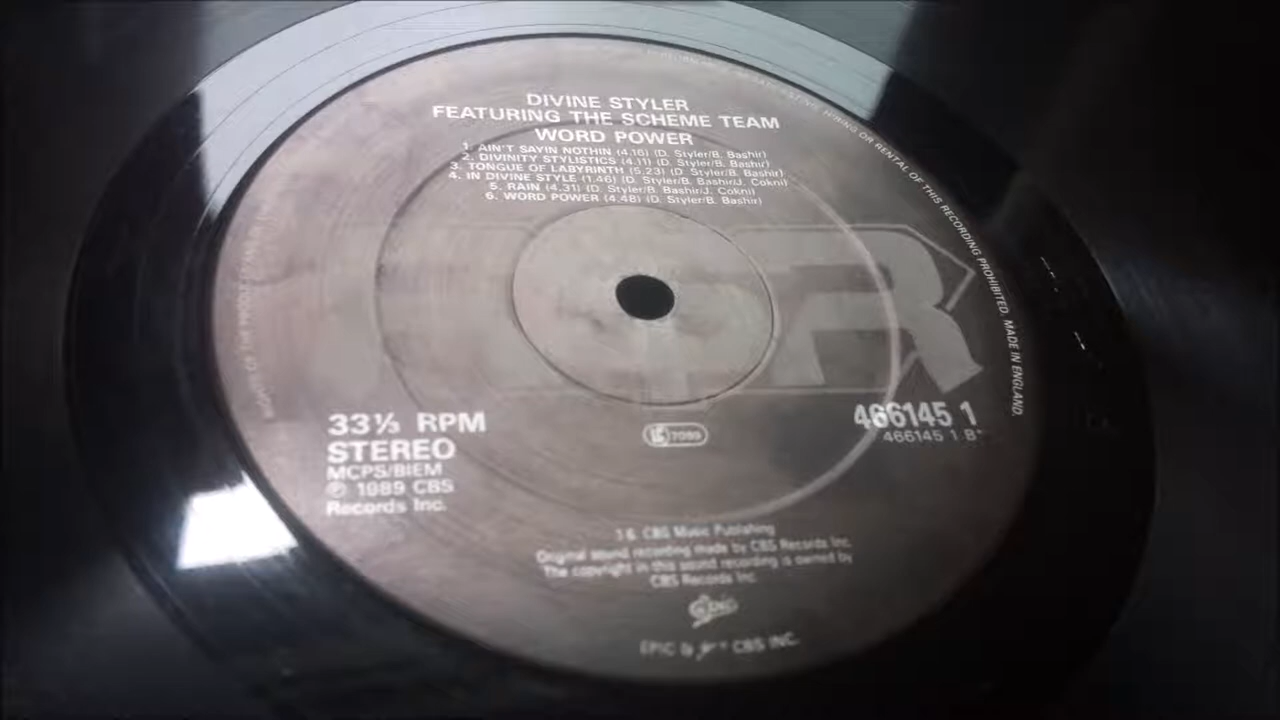 DIVINE STYLER
FEATURING THE SCHEME TEAM
WORD POWER
1. AIN'T SAYIN NOTHIN (4.16) (D. Styler/B. Bashir)
2. DIVINITY STYLISTICS (4.11) (D. Styler/B. Bashir)
3. TONGUE OF LABYRINTH (5.23) (D. Styler/B. Bashir)
4. IN DIVINE STYLE (1.46) (D. Styler/B. Bashir/J. Cokni)
5. RAIN (4.31) (D. Styler/B. Bashir/J. Cokni)
6. WORD POWER (4.48) (D. Styler/B. Bashir)
HIRING OR RENTAL OF THIS RECORDING PROHIBITED. MADE IN ENGLAND.
R
33⅓ RPM
STEREO
MCPS/BIEM
℗ 1989 CBS
Records Inc.
466145 1
466145 1 B*
1-6. CBS Music Publishing
Original sound recording made by CBS Records Inc.
The copyright in this sound recording is owned by
CBS Records Inc.
Epic
EPIC & CBS INC.